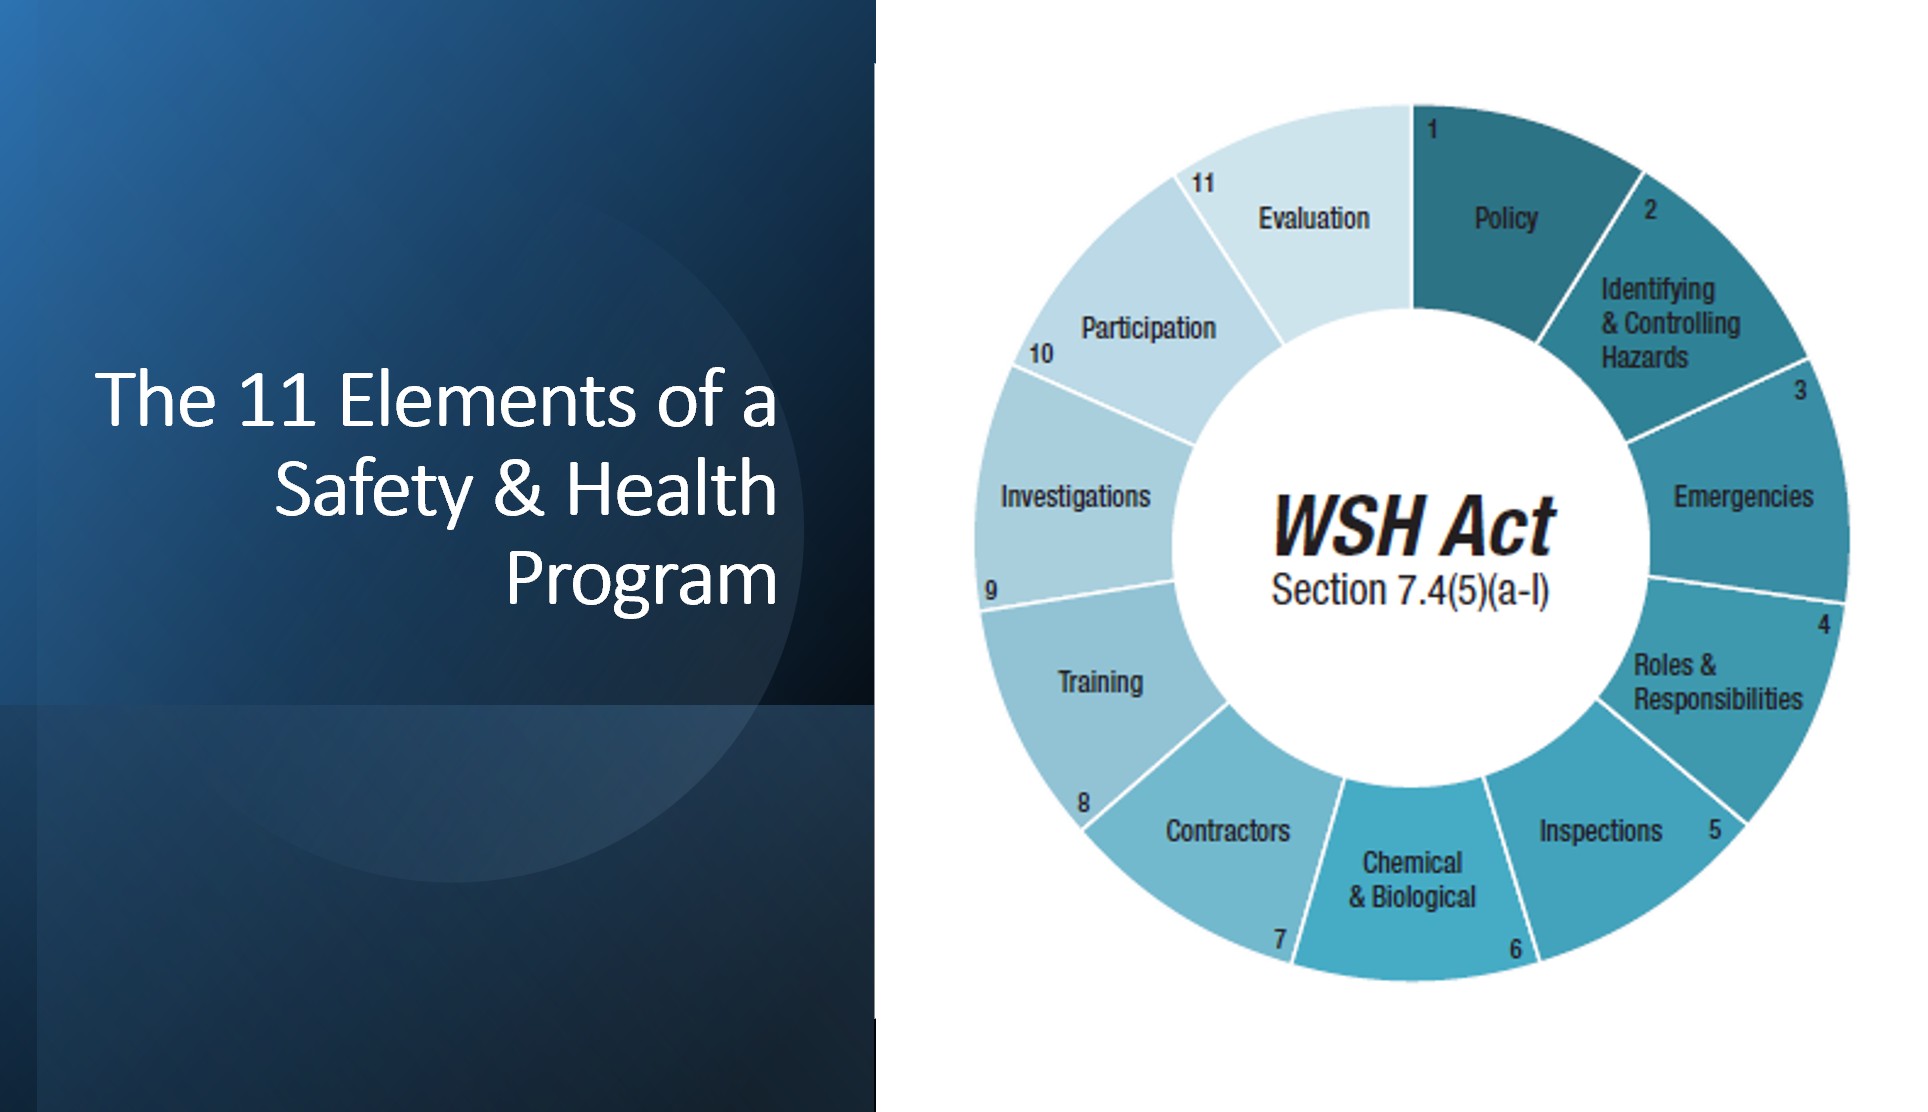 The 11 Elements of a
Safety & Health
Program
1
Policy
2
Identifying
& Controlling
Hazards
3
Emergencies
4
Roles &
Responsibilities
Inspections 5
Chemical
& Biological
6
Contractors
7
Training
8
Investigations
9
Participation
10
11
Evaluation
WSH Act
Section 7.4(5)(a-l)